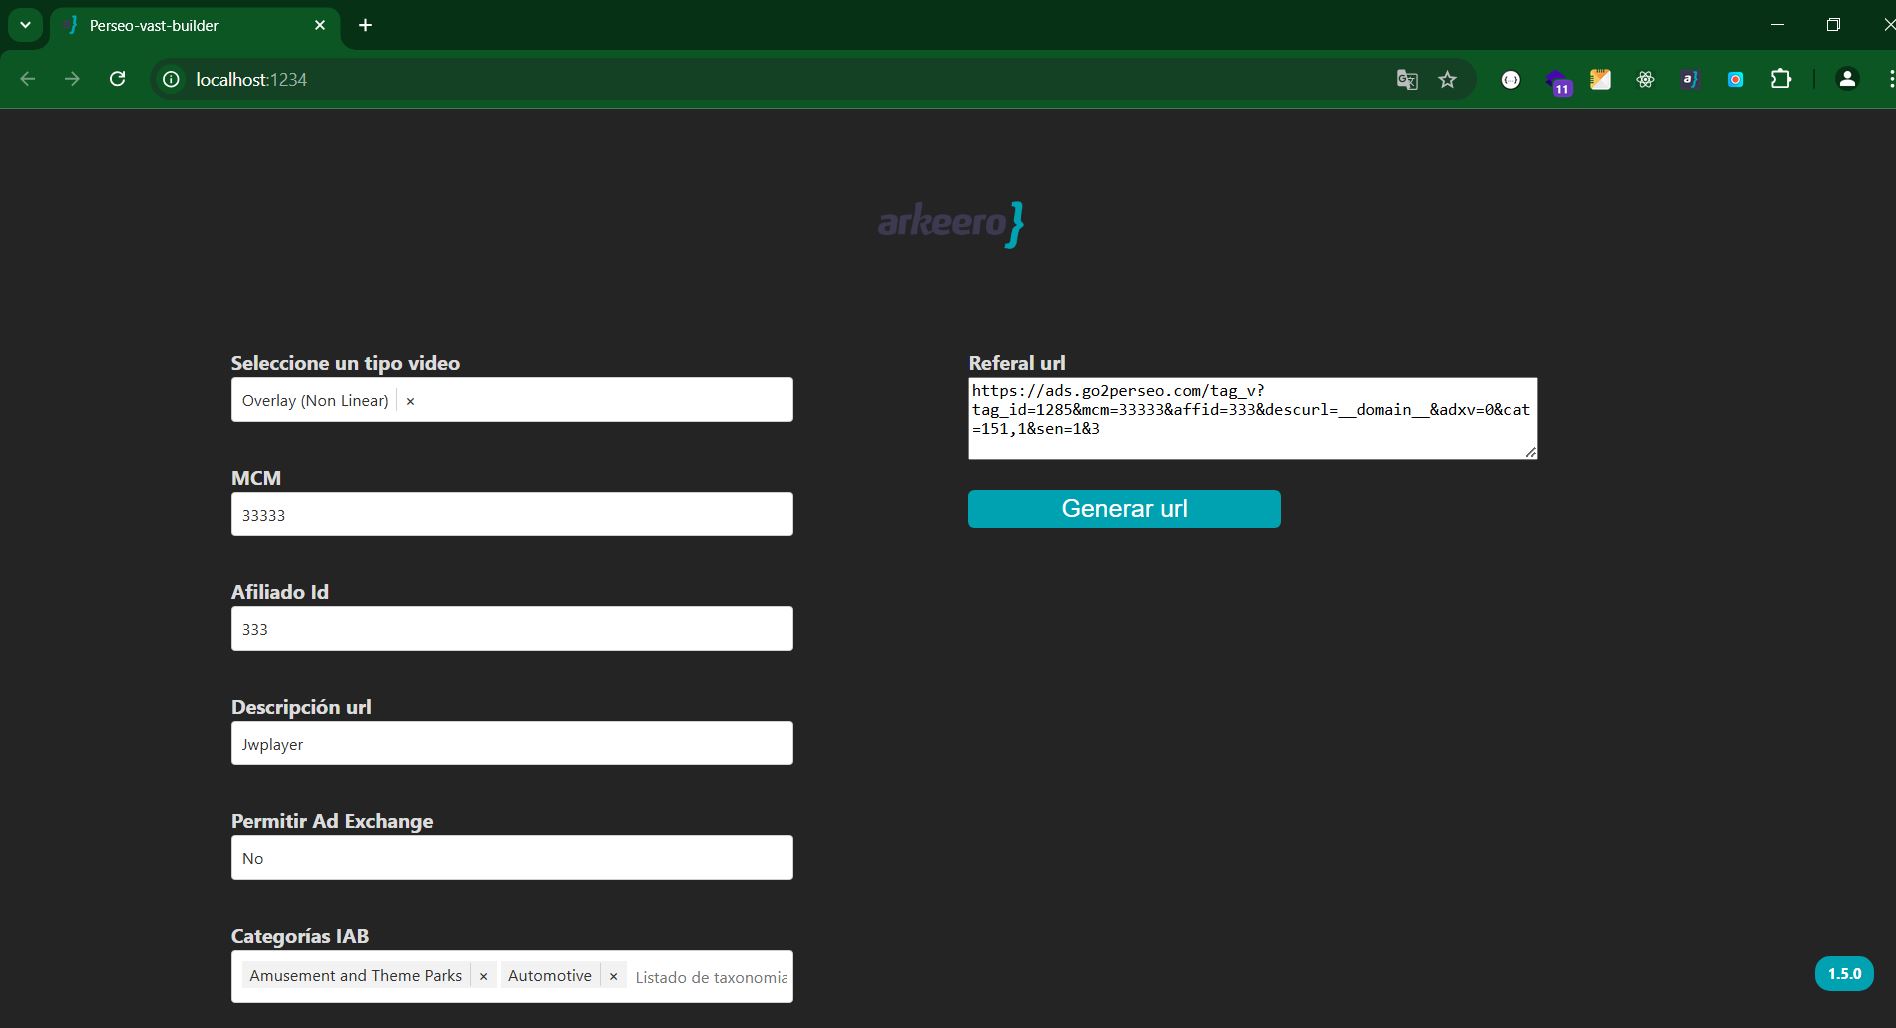 Perseo-vast-builder
localhost:1234
11
a}
arkeero}
Seleccione un tipo video
Overlay (Non Linear) ×
MCM
33333
Afiliado Id
333
Descripción url
Jwplayer
Permitir Ad Exchange
No
Categorías IAB
Amusement and Theme Parks × Automotive × Listado de taxonomia
Referal url
https://ads.go2perseo.com/tag_v?
tag_id=1285&mcm=33333&affid=333&descurl=__domain__&adxv=0&cat
=151,1&sen=1&3
Generar url
1.5.0